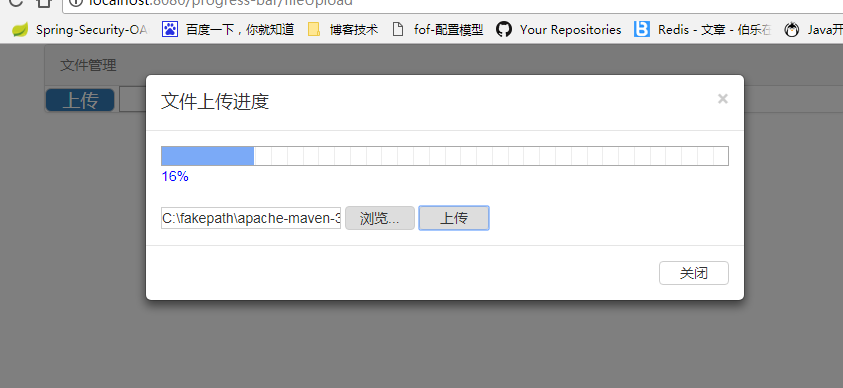 localhost:8080/progress-bar/fileUpload
Spring-Security-OA 百度一下，你就知道 博客技术 fof-配置模型 Your Repositories Redis - 文章 - 伯乐在 Java开
文件管理
上传
文件上传进度 ×
16%
C:\fakepath\apache-maven-3 浏览... 上传
关闭